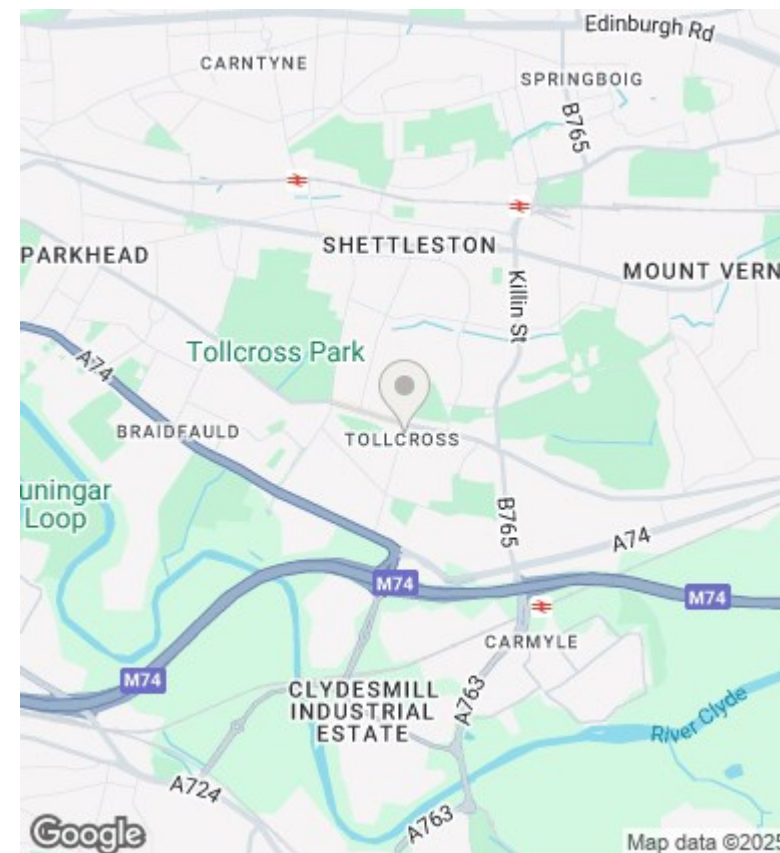 Edinburgh Rd
CARNTYNE
SPRINGBOIG
B765
SHETTLESTON
PARKHEAD
MOUNT VERN
Killin St
Tollcross Park
A74
BRAIDFAULD
TOLLCROSS
uningar
Loop
B765
A74
M74
M74
CARMYLE
M74
CLYDESMILL
INDUSTRIAL
ESTATE
A763
River Clyde
A724
A763
Google
Map data ©2025